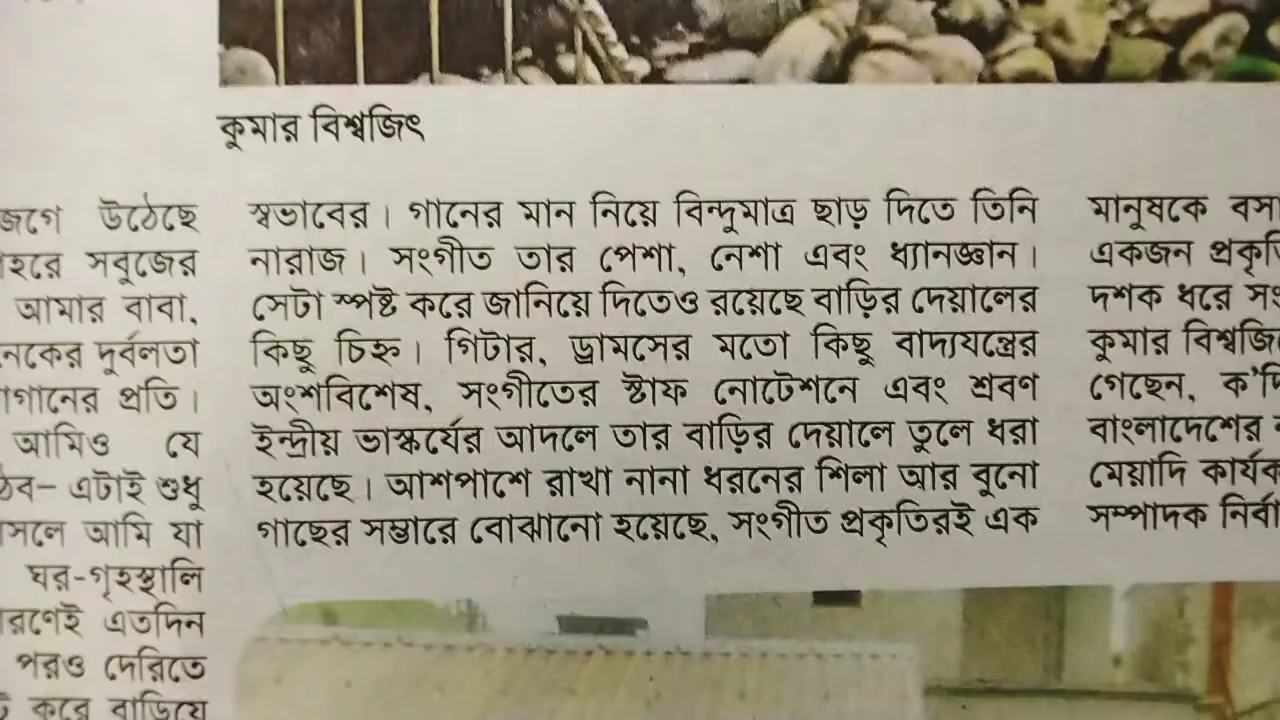 কুমার বিশ্বজিৎ
উঠেছে
সবুজের
আমার বাবা,
দুর্বলতা
প্রতি।
আমিও যে
এটাই শুধু
আমি যা
ঘর-গৃহস্থালি
এতদিন
পরও দেরিতে
করে বাড়িয়ে
স্বভাবের। গানের মান নিয়ে বিন্দুমাত্র ছাড় দিতে তিনি
নারাজ। সংগীত তার পেশা, নেশা এবং ধ্যানজ্ঞান।
সেটা স্পষ্ট করে জানিয়ে দিতেও রয়েছে বাড়ির দেয়ালের
কিছু চিহ্ন। গিটার, ড্রামসের মতো কিছু বাদ্যযন্ত্রের
অংশবিশেষ, সংগীতের স্টাফ নোটেশনে এবং শ্রবণ
ইন্দ্রীয় ভাস্কর্যের আদলে তার বাড়ির দেয়ালে তুলে ধরা
হয়েছে। আশপাশে রাখা নানা ধরনের শিলা আর বুনো
গাছের সম্ভারে বোঝানো হয়েছে, সংগীত প্রকৃতিরই এক
মানুষকে
একজন
দশক ধরে
কুমার
গেছেন,
বাংলাদেশের
মেয়াদি
সম্পাদক